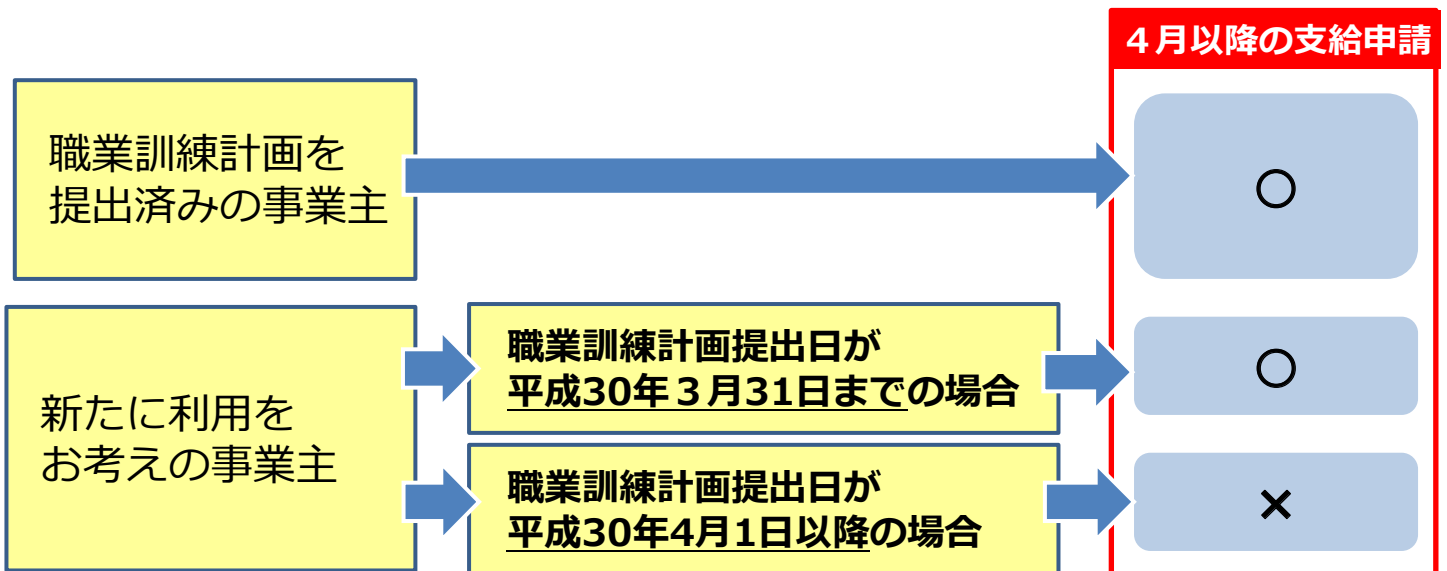 ４月以降の支給申請
職業訓練計画を
提出済みの事業主
○
新たに利用を
お考えの事業主
職業訓練計画提出日が
平成30年３月31日までの場合
○
職業訓練計画提出日が
平成30年4月1日以降の場合
×